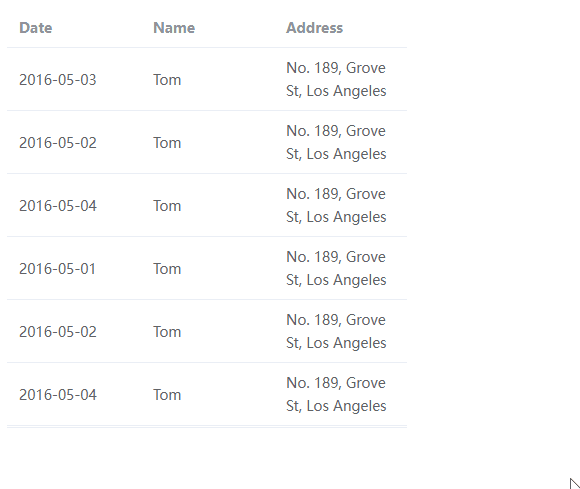 Date Name Address
No. 189, Grove
2016-05-03 Tom
St, Los Angeles
No. 189, Grove
2016-05-02 Tom
St, Los Angeles
No. 189, Grove
2016-05-04 Tom
St, Los Angeles
No. 189, Grove
2016-05-01 Tom
St, Los Angeles
No. 189, Grove
2016-05-02 Tom
St, Los Angeles
No. 189, Grove
2016-05-04 Tom
St, Los Angeles